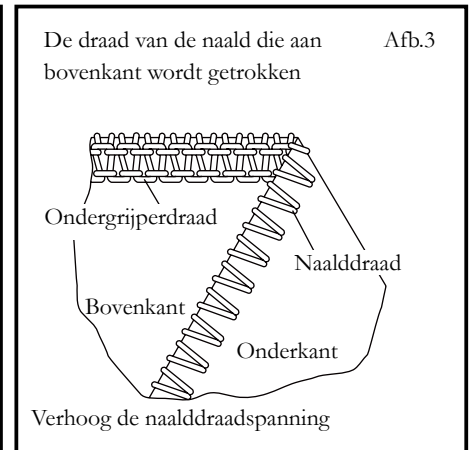 De draad van de naald die aan
bovenkant wordt getrokken
Afb.3
Ondergrijperdraad
Naalddraad
Bovenkant
Onderkant
Verhoog de naalddraadspanning